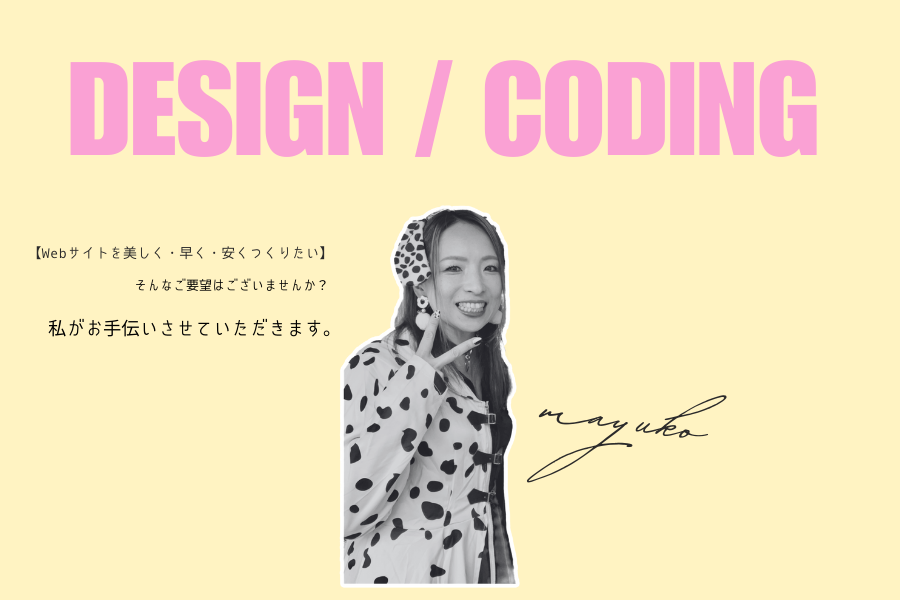 DESIGN / CODING
【Webサイトを美しく・早く・安くつくりたい】
そんなご要望はございませんか？
私がお手伝いさせていただきます。
mayuko